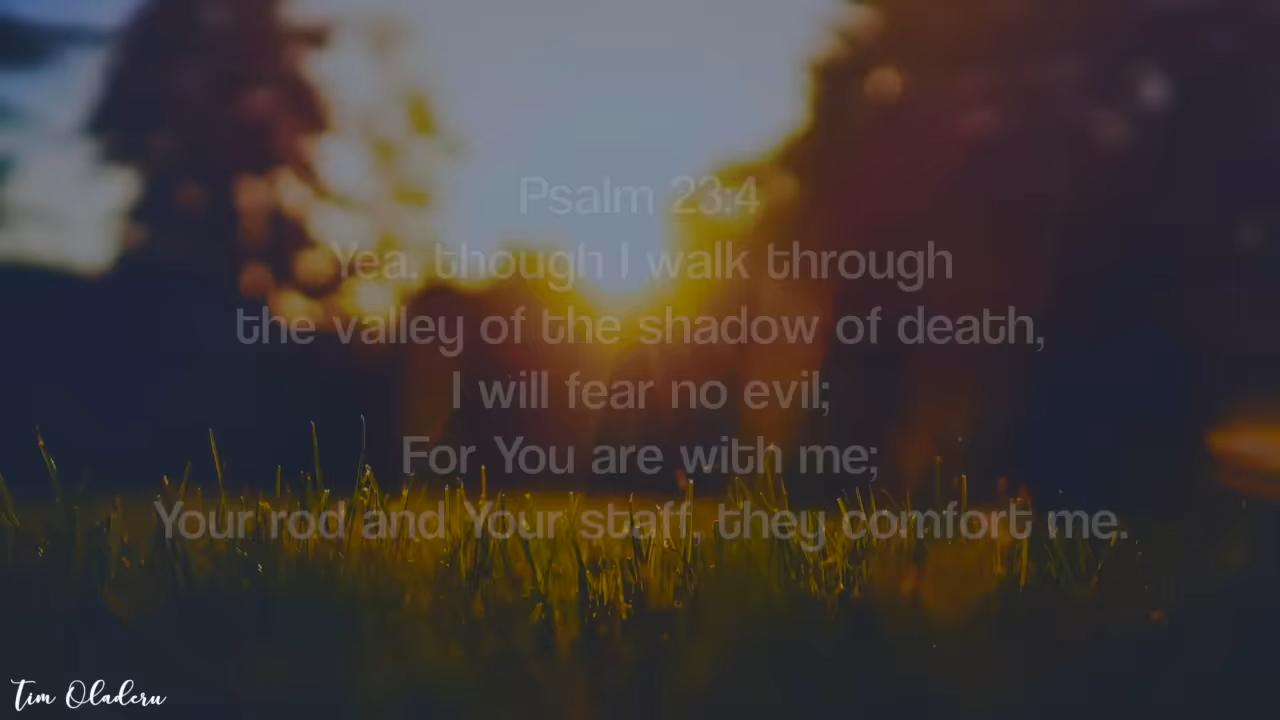 Psalm 23:4
Yea, though I walk through
the valley of the shadow of death,
I will fear no evil;
For You are with me;
Your rod and Your staff, they comfort me.
Tim Oladeru